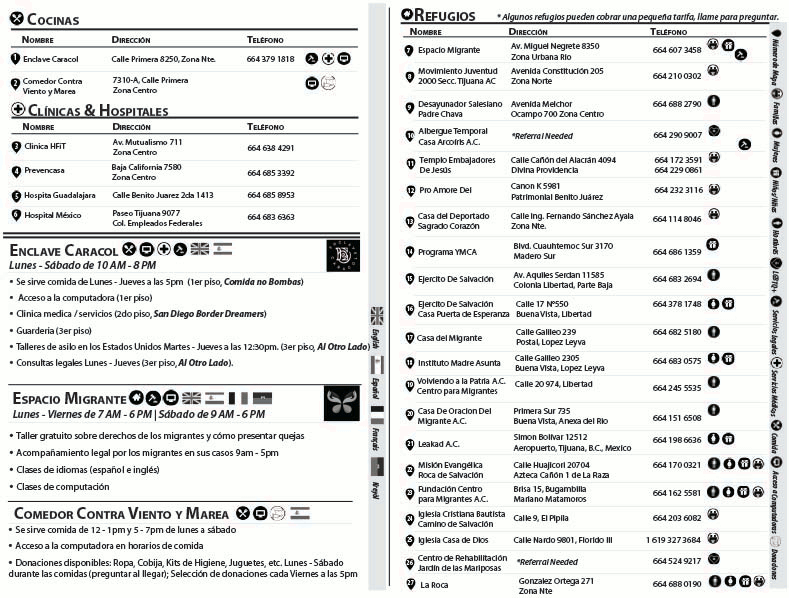 COCINAS
NOMBRE DIRECCIÓN TELÉFONO
1 Enclave Caracol Calle Primera 8250, Zona Nte. 664 379 1818
2 Comedor Contra Viento y Marea 7310-A, Calle Primera Zona Centro
CLÍNICAS & HOSPITALES
NOMBRE DIRECCIÓN TELÉFONO
3 Clinica HFiT Av. Mutualismo 711 Zona Centro 664 638 4291
4 Prevencasa Baja California 7580 Zona Centro 664 685 3392
5 Hospita Guadalajara Calle Benito Juarez 2da 1413 664 685 8953
6 Hospital México Paseo Tijuana 9077 Col. Empleados Federales 664 683 6363
ENCLAVE CARACOL
Lunes - Sábado de 10 AM - 8 PM
• Se sirve comida de Lunes - Jueves a las 5pm (1er piso, Comida no Bombas)
• Acceso a la computadora (1er piso)
• Clinica medica / servicios (2do piso, San Diego Border Dreamers)
• Guardería (3er piso)
• Talleres de asilo en los Estados Unidos Martes - Jueves a las 12:30pm. (3er piso, Al Otro Lado)
• Consultas legales Lunes - Jueves (3er piso, Al Otro Lado).
ESPACIO MIGRANTE
Lunes - Viernes de 7 AM - 6 PM | Sábado de 9 AM - 6 PM
• Taller gratuito sobre derechos de los migrantes y cómo presentar quejas
• Acompañamiento legal por los migrantes en sus casos 9am - 5pm
• Clases de idiomas (español e inglés)
• Clases de computación
COMEDOR CONTRA VIENTO Y MAREA
• Se sirve comida de 12 - 1pm y 5 - 7pm de lunes a sábado
• Acceso a la computadora en horarios de comida
• Donaciones disponibles: Ropa, Cobija, Kits de Higiene, Juguetes, etc. Lunes - Sábado
durante las comidas (preguntar al llegar); Selección de donaciones cada Viernes a las 5pm
English
Español
Français
Kreyòl
REFUGIOS * Algunos refugios pueden cobrar una pequeña tarifa, llame para preguntar.
NOMBRE DIRECCIÓN TELÉFONO
7 Espacio Migrante Av. Miguel Negrete 8350 Zona Urbana Rio 664 607 3458
8 Movimiento Juventud 2000 Secc. Tijuana AC Avenida Constitución 205 Zona Norte 664 210 0302
9 Desayunador Salesiano Padre Chava Avenida Melchor Ocampo 700 Zona Centro 664 688 2790
10 Albergue Temporal Casa Arcoíris A.C. *Referral Needed 664 290 9007
11 Templo Embajadores De Jesús Calle Cañón del Alacrán 4094 Divina Providencia 664 172 3591 664 229 0861
12 Pro Amore Dei Canon K 5981 Patrimonial Benito Juárez 664 232 3116
13 Casa del Deportado Sagrado Corazón Calle Ing. Fernando Sánchez Ayala Zona Nte. 664 114 8046
14 Programa YMCA Blvd. Cuauhtemoc Sur 3170 Madero Sur 664 686 1359
15 Ejercito De Salvación Av. Aquiles Serdan 11585 Colonia Libertad, Parte Baja 664 683 2694
16 Ejercito De Salvación Casa Puerta de Esperanza Calle 17 Nº550 Buena Vista, Libertad 664 378 1748
17 Casa del Migrante Calle Galileo 239 Postal, Lopez Leyva 664 682 5180
18 Instituto Madre Asunta Calle Galileo 2305 Buena Vista, Lopez Leyva 664 683 0575
19 Volviendo a la Patria A.C. Centro para Migrantes Calle 20 974, Libertad 664 245 5535
20 Casa De Oracion Del Migrante A.C. Primera Sur 735 Buena Vista, Anexa del Rio 664 151 6508
21 Leakad A.C. Simon Bolivar 12512 Aeropuerto, Tijuana, B.C., Mexico 664 198 6636
22 Misión Evangélica Roca de Salvación Calle Huajicori 20704 Azteca Cañón 1 de La Raza 664 170 0321
23 Fundación Centro para Migrantes A.C. Brisa 15, Bugambilia Mariano Matamoros 664 162 5581
24 Iglesia Cristiana Bautista Camino de Salvación Calle 9, El Pipila 664 203 6082
25 Iglesia Casa de Dios Calle Nardo 9801, Florido III 1 619 327 3684
26 Centro de Rehabilitación Jardín de las Mariposas *Referral Needed 664 524 9217
27 La Roca Gonzalez Ortega 271 Zona Nte 664 688 0190
Número de Mapa
Familias
Mujeres
Niños/Niñas
Hombres
LGBTQ+
Servicios Legales
Servicios Médicos
Comida
Acceso a Computadoras
Donaciones